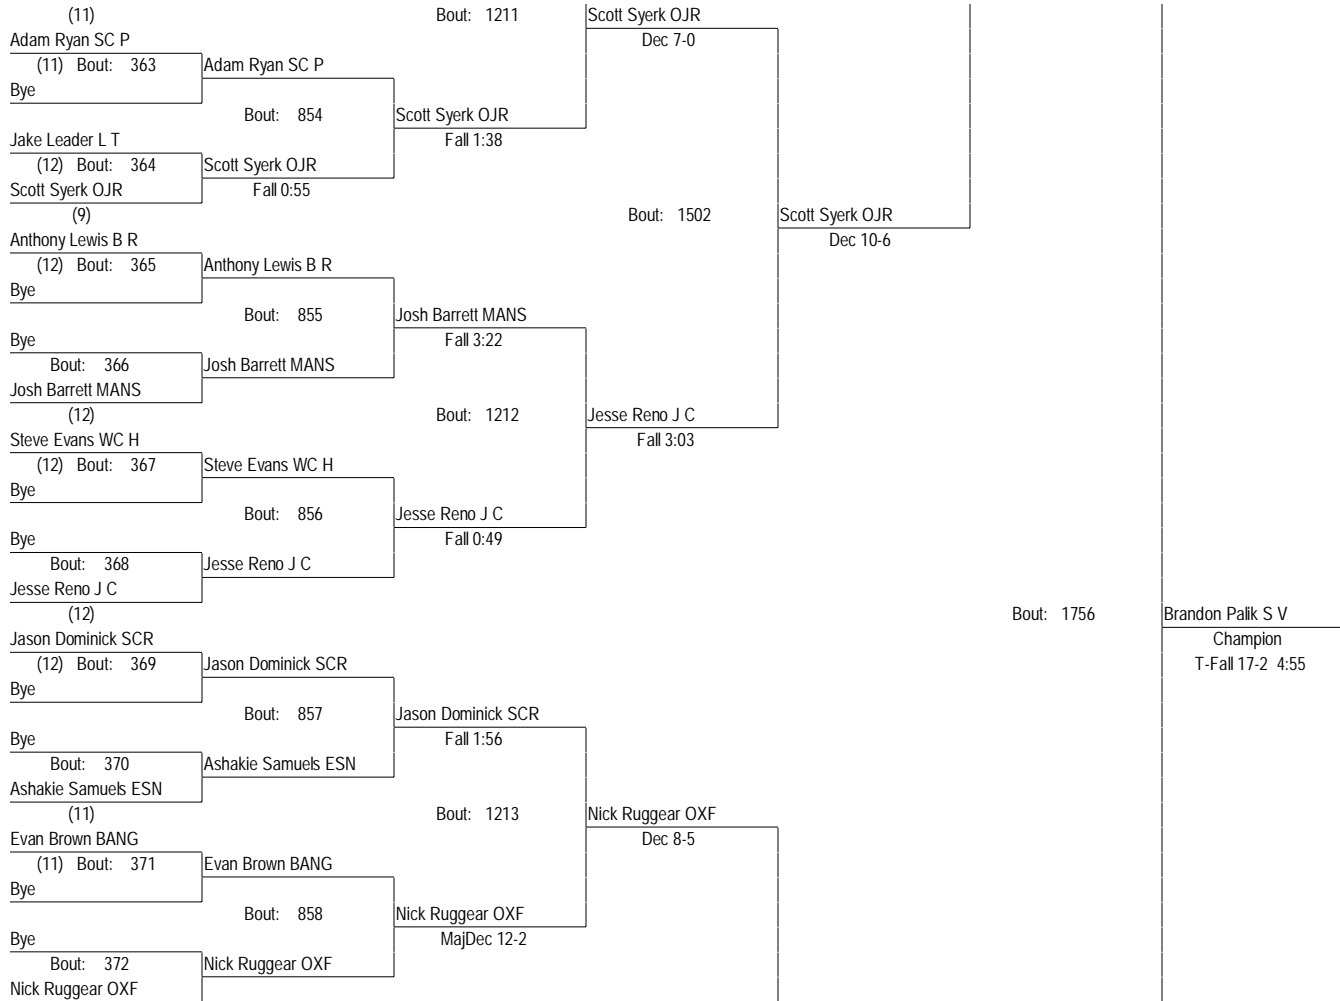 (11) Bout: 1211 Scott Syerk OJR
Adam Ryan SC P Dec 7-0
(11) Bout: 363 Adam Ryan SC P
Bye
Bout: 854 Scott Syerk OJR
Jake Leader L T Fall 1:38
(12) Bout: 364 Scott Syerk OJR
Scott Syerk OJR Fall 0:55
(9) Bout: 1502 Scott Syerk OJR
Anthony Lewis B R Dec 10-6
(12) Bout: 365 Anthony Lewis B R
Bye
Bout: 855 Josh Barrett MANS
Bye Fall 3:22
Bout: 366 Josh Barrett MANS
Josh Barrett MANS
(12) Bout: 1212 Jesse Reno J C
Steve Evans WC H Fall 3:03
(12) Bout: 367 Steve Evans WC H
Bye
Bout: 856 Jesse Reno J C
Bye Fall 0:49
Bout: 368 Jesse Reno J C
Jesse Reno J C
(12) Bout: 1756 Brandon Palik S V
Jason Dominick SCR Champion
(12) Bout: 369 Jason Dominick SCR T-Fall 17-2 4:55
Bye
Bout: 857 Jason Dominick SCR
Bye Fall 1:56
Bout: 370 Ashakie Samuels ESN
Ashakie Samuels ESN
(11) Bout: 1213 Nick Ruggear OXF
Evan Brown BANG Dec 8-5
(11) Bout: 371 Evan Brown BANG
Bye
Bout: 858 Nick Ruggear OXF
Bye MajDec 12-2
Bout: 372 Nick Ruggear OXF
Nick Ruggear OXF